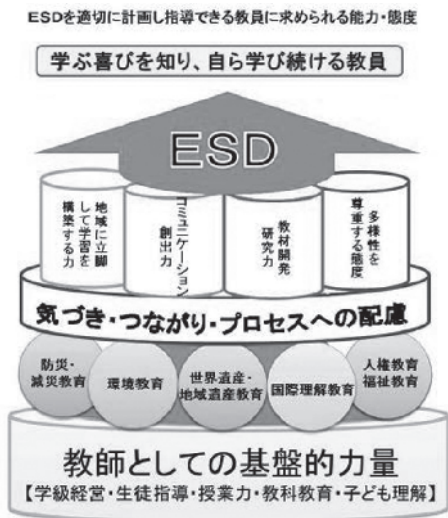 ESDを適切に計画し指導できる教員に求められる能力・態度
学ぶ喜びを知り、自ら学び続ける教員
ESD
地域に立脚
して学習を
構築する力
コミュニケーション
創出力
教材開発
研究力
多様性を
尊重する態度
気づき・つながり・プロセスへの配慮
防災・
減災教育
環境教育
世界遺産・
地域遺産教育
国際理解教育
人権教育
福祉教育
教師としての基盤的力量
【学級経営・生徒指導・授業力・教科教育・子ども理解】